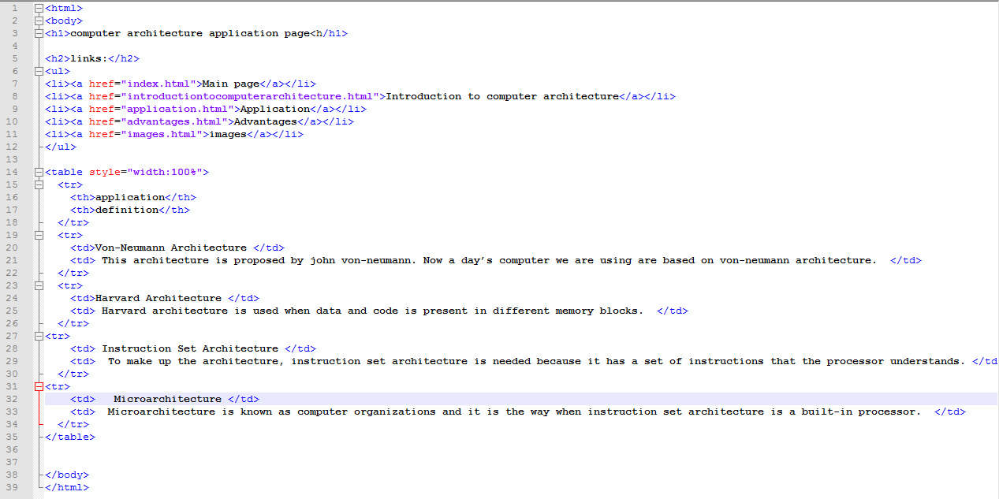 1 <html>
2 <body>
3 <h1>computer architecture application page<h/h1>
4
5 <h2>links:</h2>
6 <ul>
7 <li><a href="index.html">Main page</a></li>
8 <li><a href="introductiontocomputerarchitecture.html">Introduction to computer architecture</a></li>
9 <li><a href="application.html">Application</a></li>
10 <li><a href="advantages.html">Advantages</a></li>
11 <li><a href="images.html">images</a></li>
12 </ul>
13
14 <table style="width:100%">
15   <tr>
16     <th>application</th>
17     <th>definition</th>
18   </tr>
19   <tr>
20     <td>Von-Neumann Architecture </td>
21     <td> This architecture is proposed by john von-neumann. Now a day’s computer we are using are based on von-neumann architecture.  </td>
22   </tr>
23   <tr>
24     <td>Harvard Architecture </td>
25     <td> Harvard architecture is used when data and code is present in different memory blocks.  </td>
26   </tr>
27 <tr>
28     <td> Instruction Set Architecture </td>
29     <td>  To make up the architecture, instruction set architecture is needed because it has a set of instructions that the processor understands. </td
30   </tr>
31 <tr>
32     <td>   Microarchitecture </td>
33     <td>  Microarchitecture is known as computer organizations and it is the way when instruction set architecture is a built-in processor.  </td>
34   </tr>
35 </table>
36
37
38 </body>
39 </html>